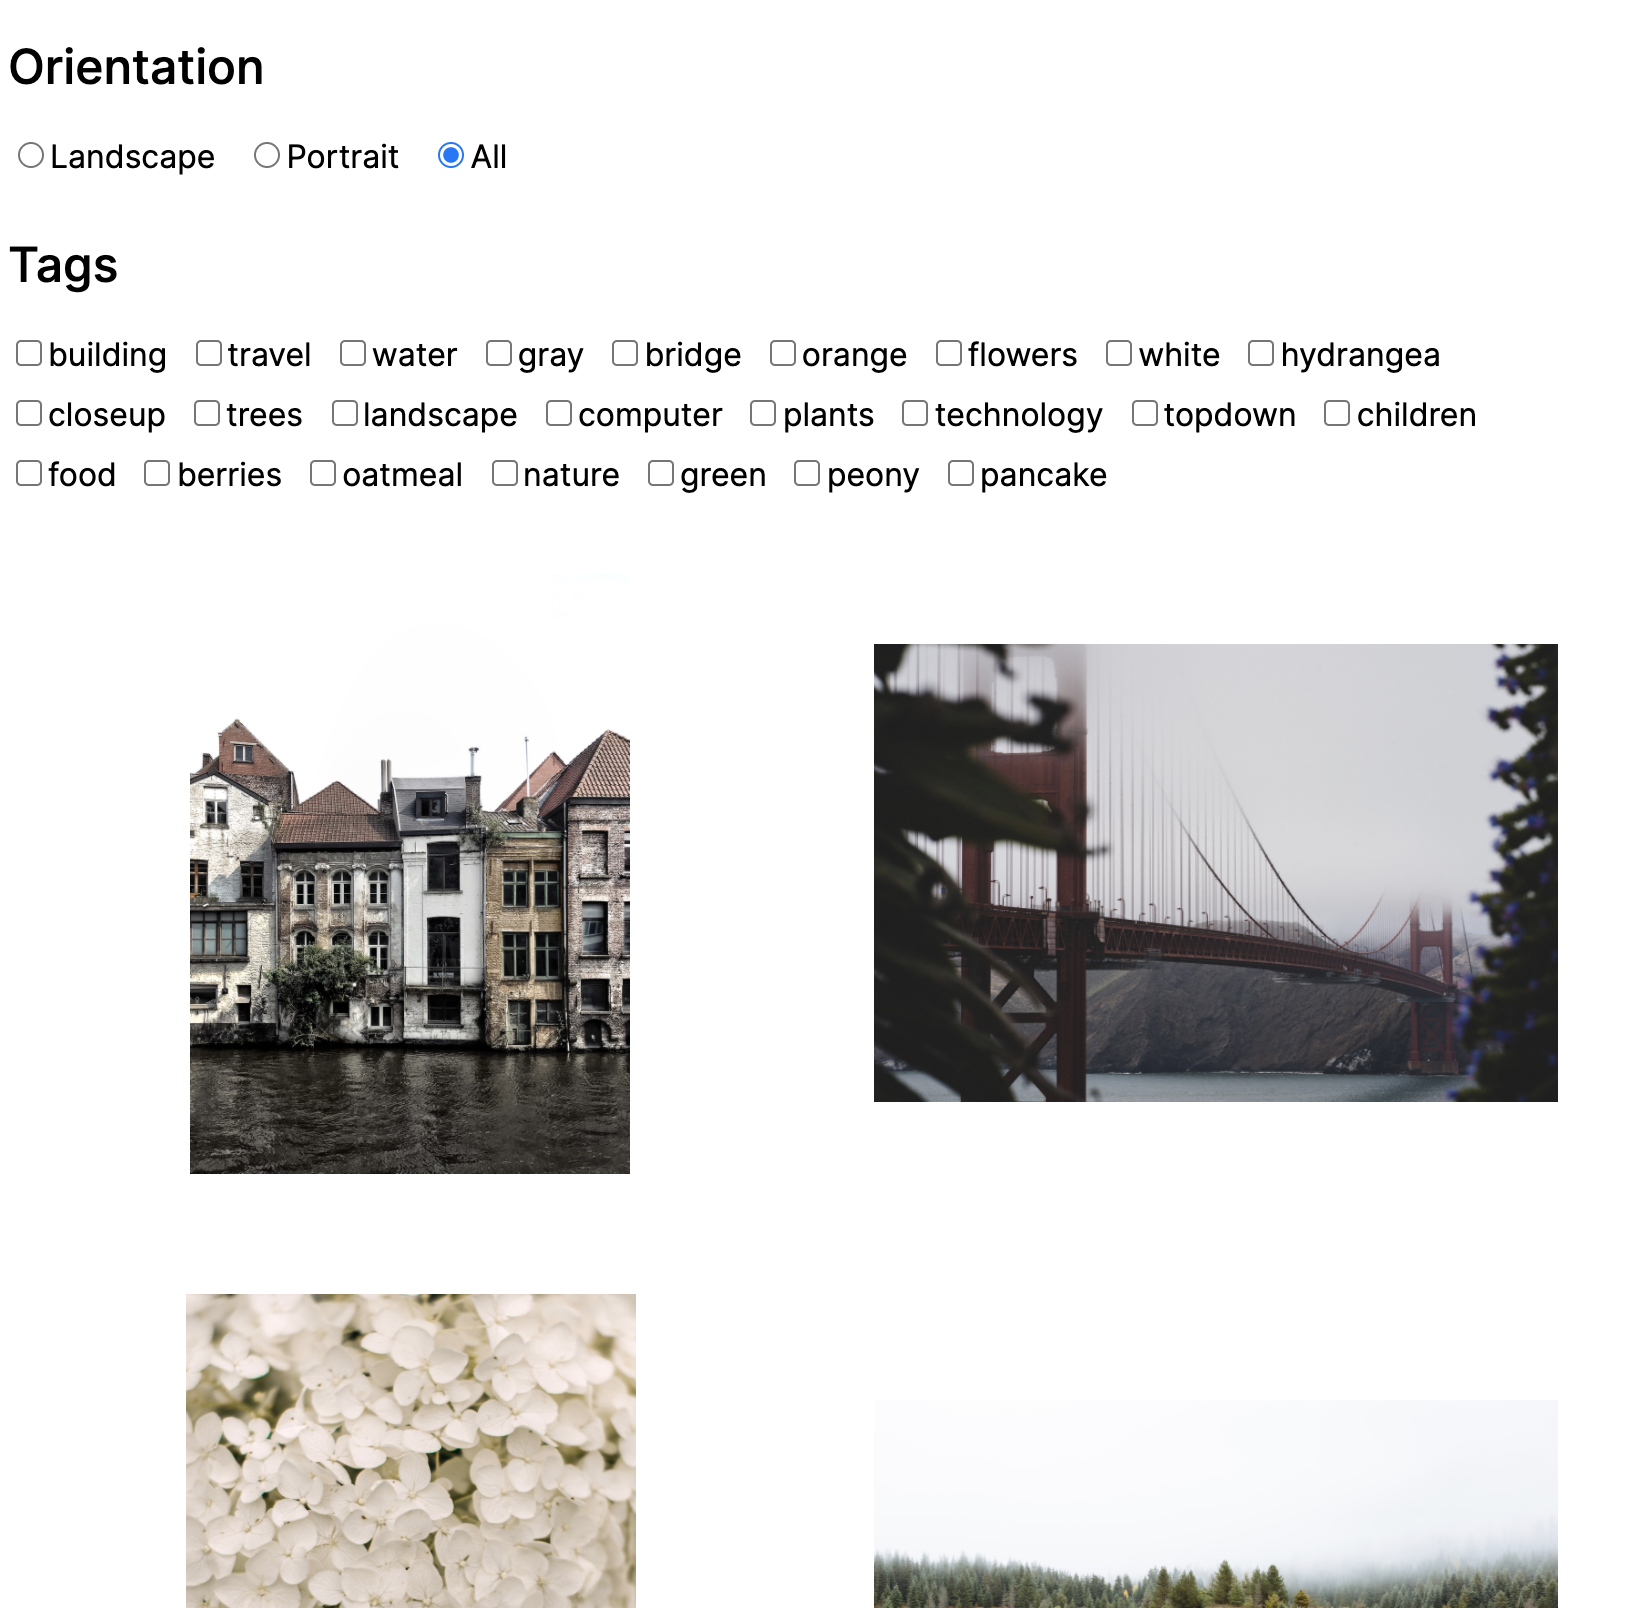 Orientation
Landscape Portrait All
Tags
building travel water gray bridge orange flowers white hydrangea
closeup trees landscape computer plants technology topdown children
food berries oatmeal nature green peony pancake